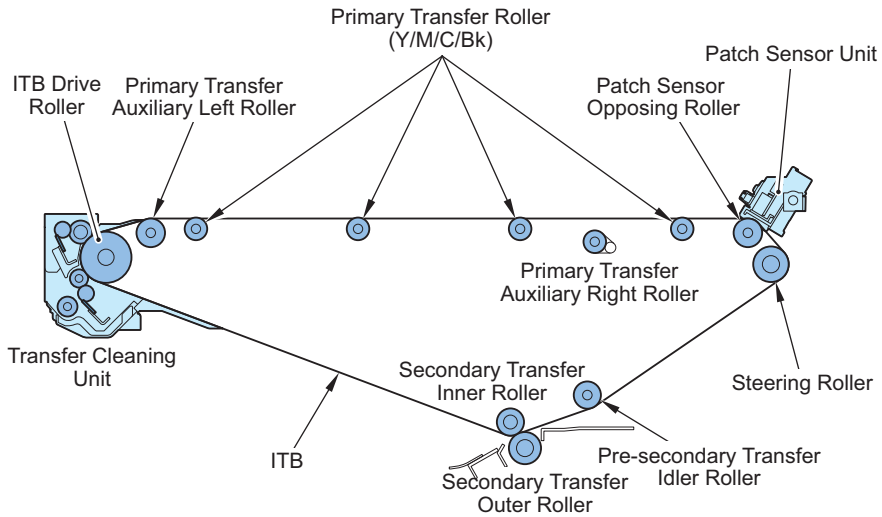 Primary Transfer Roller
(Y/M/C/Bk)
Patch Sensor Unit
ITB Drive
Roller
Primary Transfer
Auxiliary Left Roller
Patch Sensor
Opposing Roller
Primary Transfer
Auxiliary Right Roller
Transfer Cleaning
Unit
Secondary Transfer
Inner Roller
Steering Roller
ITB
Secondary Transfer
Outer Roller
Pre-secondary Transfer
Idler Roller